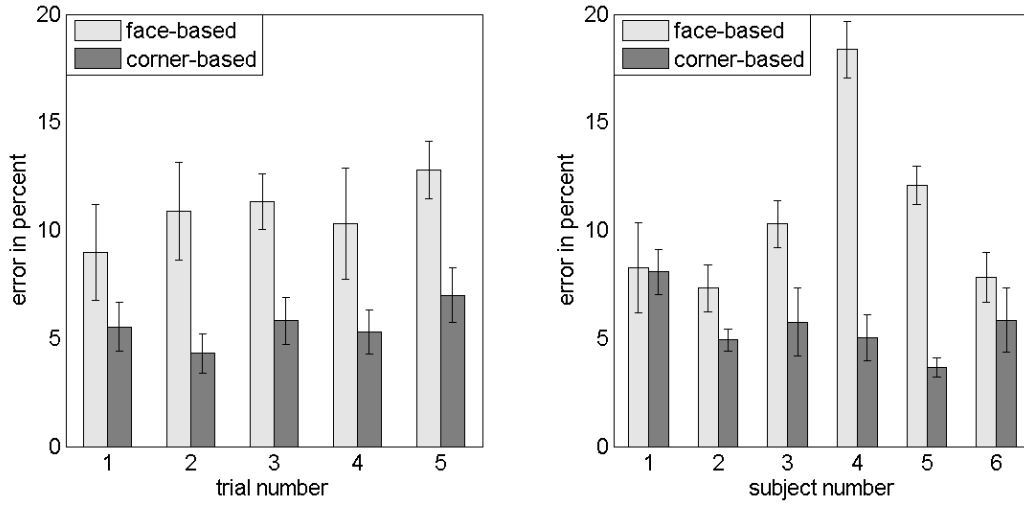 20
15
10
5
0
error in percent
face-based
corner-based
1 2 3 4 5
trial number
20
15
10
5
0
error in percent
face-based
corner-based
1 2 3 4 5 6
subject number